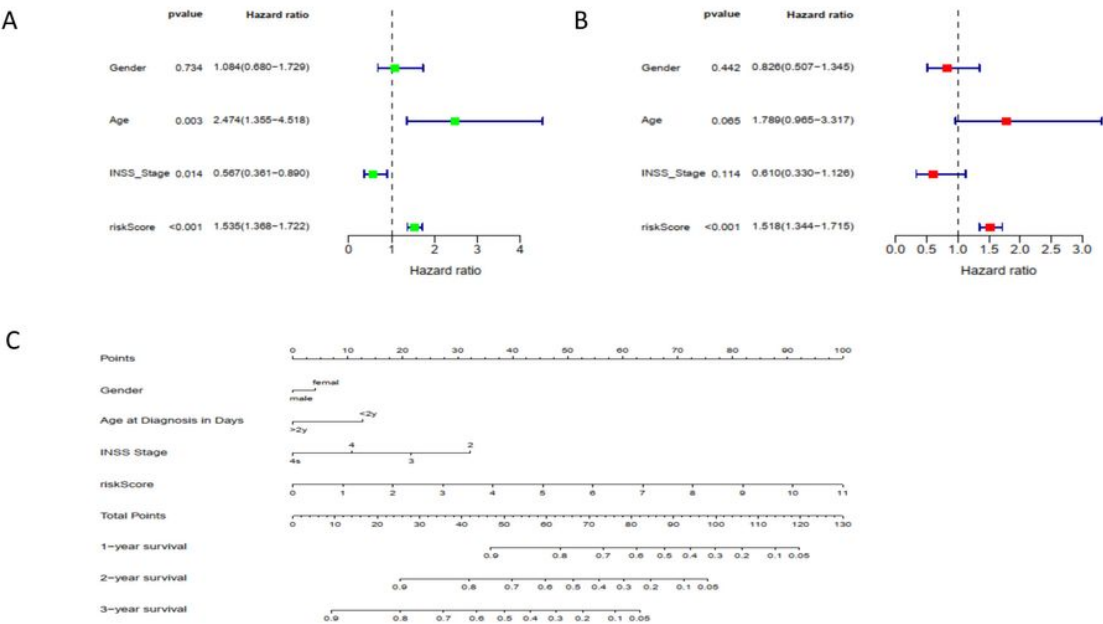 A
pvalue Hazard ratio
Gender 0.734 1.084(0.680−1.729)
Age 0.003 2.474(1.355−4.518)
INSS_Stage 0.014 0.567(0.361−0.890)
riskScore <0.001 1.535(1.368−1.722)
0 1 2 3 4
Hazard ratio
B
pvalue Hazard ratio
Gender 0.442 0.826(0.507−1.345)
Age 0.065 1.789(0.965−3.317)
INSS_Stage 0.114 0.610(0.330−1.126)
riskScore <0.001 1.518(1.344−1.715)
0.0 0.5 1.0 1.5 2.0 2.5 3.0
Hazard ratio
C
Points 0 10 20 30 40 50 60 70 80 90 100
Gender femal
male
Age at Diagnosis in Days <2y
>2y
INSS Stage 4 2
4s 3
riskScore 0 1 2 3 4 5 6 7 8 9 10 11
Total Points 0 10 20 30 40 50 60 70 80 90 100 110 120 130
1−year survival 0.9 0.8 0.7 0.6 0.5 0.4 0.3 0.2 0.1 0.05
2−year survival 0.9 0.8 0.7 0.6 0.5 0.4 0.3 0.2 0.1 0.05
3−year survival 0.9 0.8 0.7 0.6 0.5 0.4 0.3 0.2 0.1 0.05